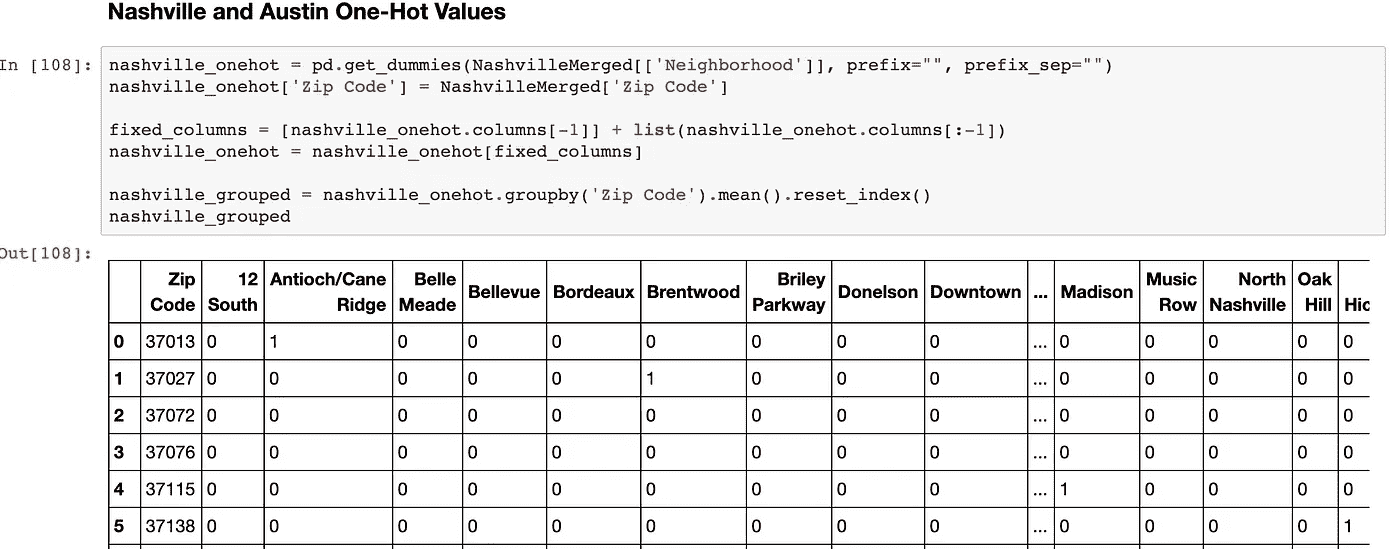 Nashville and Austin One-Hot Values
In [108]:
nashville_onehot = pd.get_dummies(NashvilleMerged[['Neighborhood']], prefix="", prefix_sep="")
nashville_onehot['Zip Code'] = NashvilleMerged['Zip Code']
fixed_columns = [nashville_onehot.columns[-1]] + list(nashville_onehot.columns[:-1])
nashville_onehot = nashville_onehot[fixed_columns]
nashville_grouped = nashville_onehot.groupby('Zip Code').mean().reset_index()
nashville_grouped
Out[108]:
Zip 12 Antioch/Cane Belle Bellevue Bordeaux Brentwood Briley Donelson Downtown ... Madison Music North Oak
Code South Ridge Meade Parkway Row Nashville Hill Hic
0 37013 0 1 0 0 0 0 0 0 0 ... 0 0 0 0 0
1 37027 0 0 0 0 0 1 0 0 0 ... 0 0 0 0 0
2 37072 0 0 0 0 0 0 0 0 0 ... 0 0 0 0 0
3 37076 0 0 0 0 0 0 0 0 0 ... 0 0 0 0 0
4 37115 0 0 0 0 0 0 0 0 0 ... 1 0 0 0 0
5 37138 0 0 0 0 0 0 0 0 0 ... 0 0 0 0 1